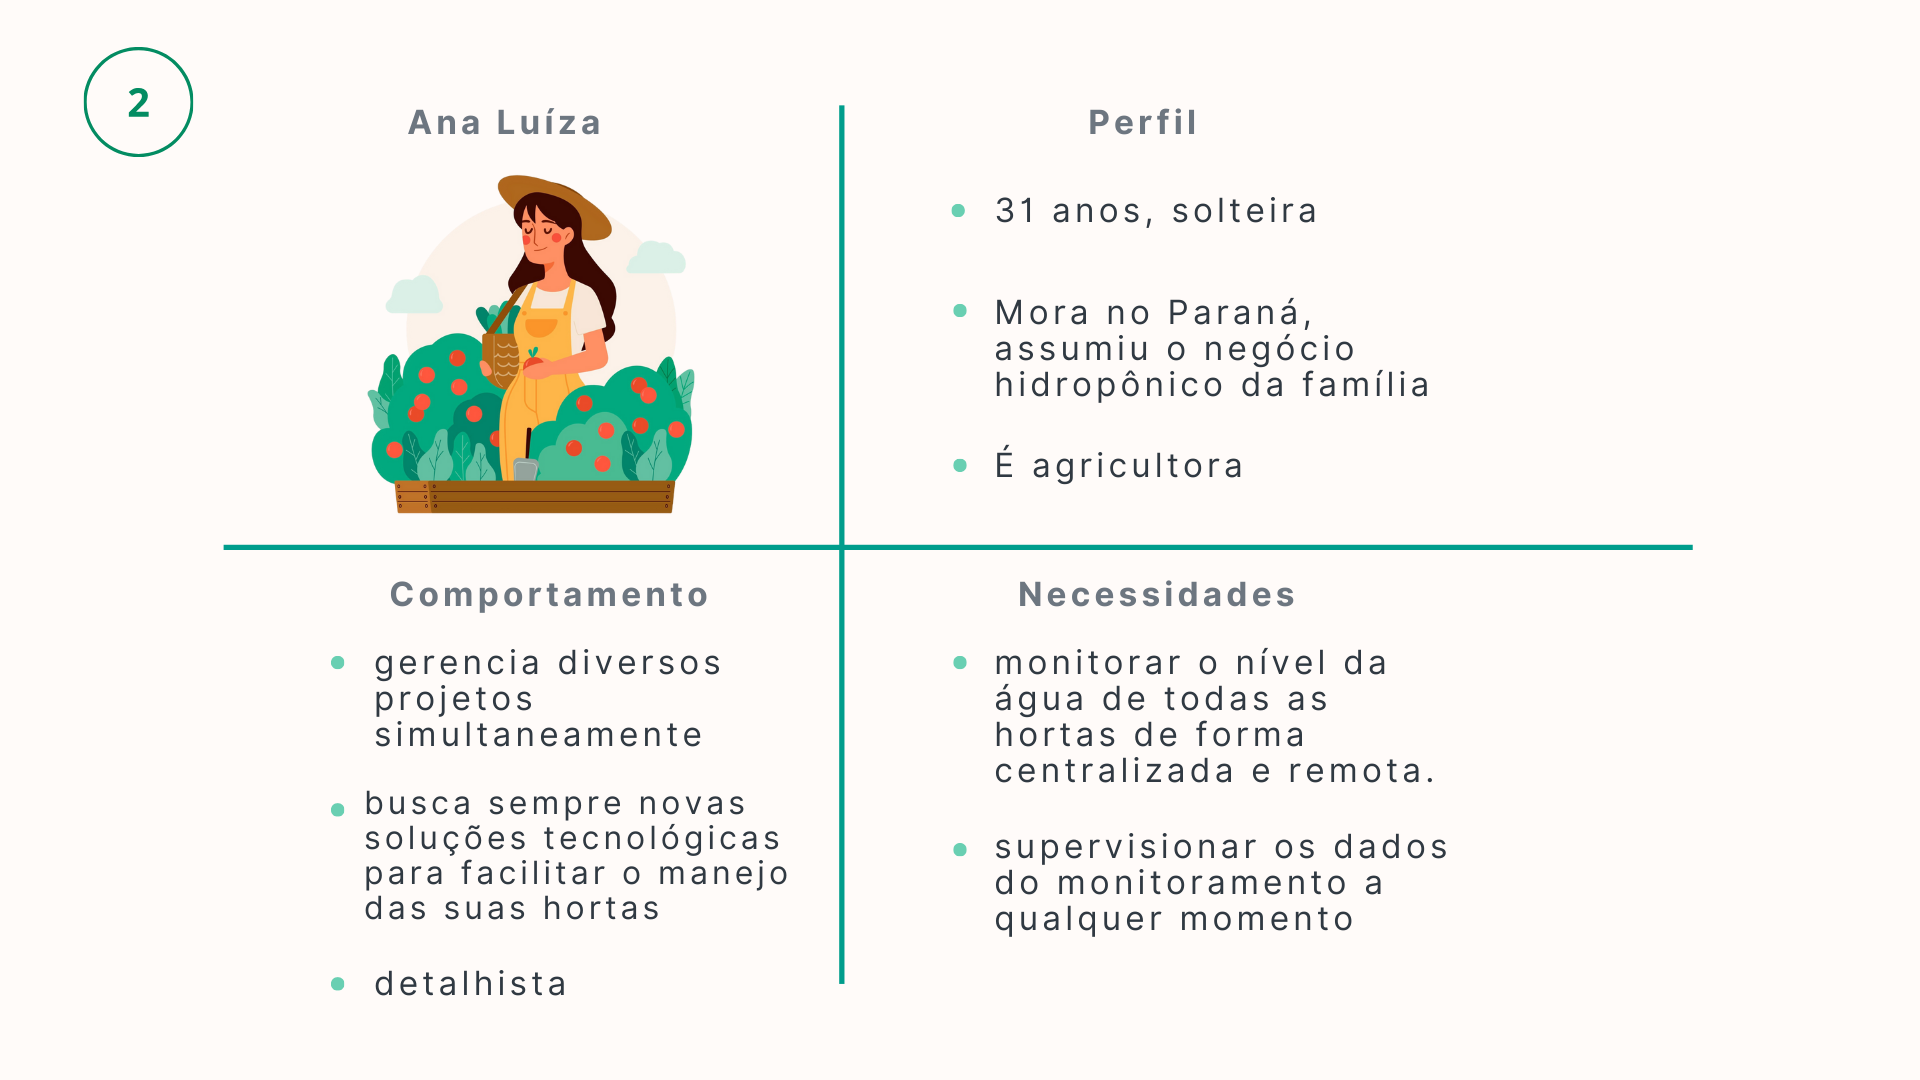 2
Ana Luíza
Perfil
31 anos, solteira
Mora no Paraná,
assumiu o negócio
hidropônico da família
É agricultora
Comportamento
gerencia diversos
projetos
simultaneamente
busca sempre novas
soluções tecnológicas
para facilitar o manejo
das suas hortas
detalhista
Necessidades
monitorar o nível da
água de todas as
hortas de forma
centralizada e remota.
supervisionar os dados
do monitoramento a
qualquer momento